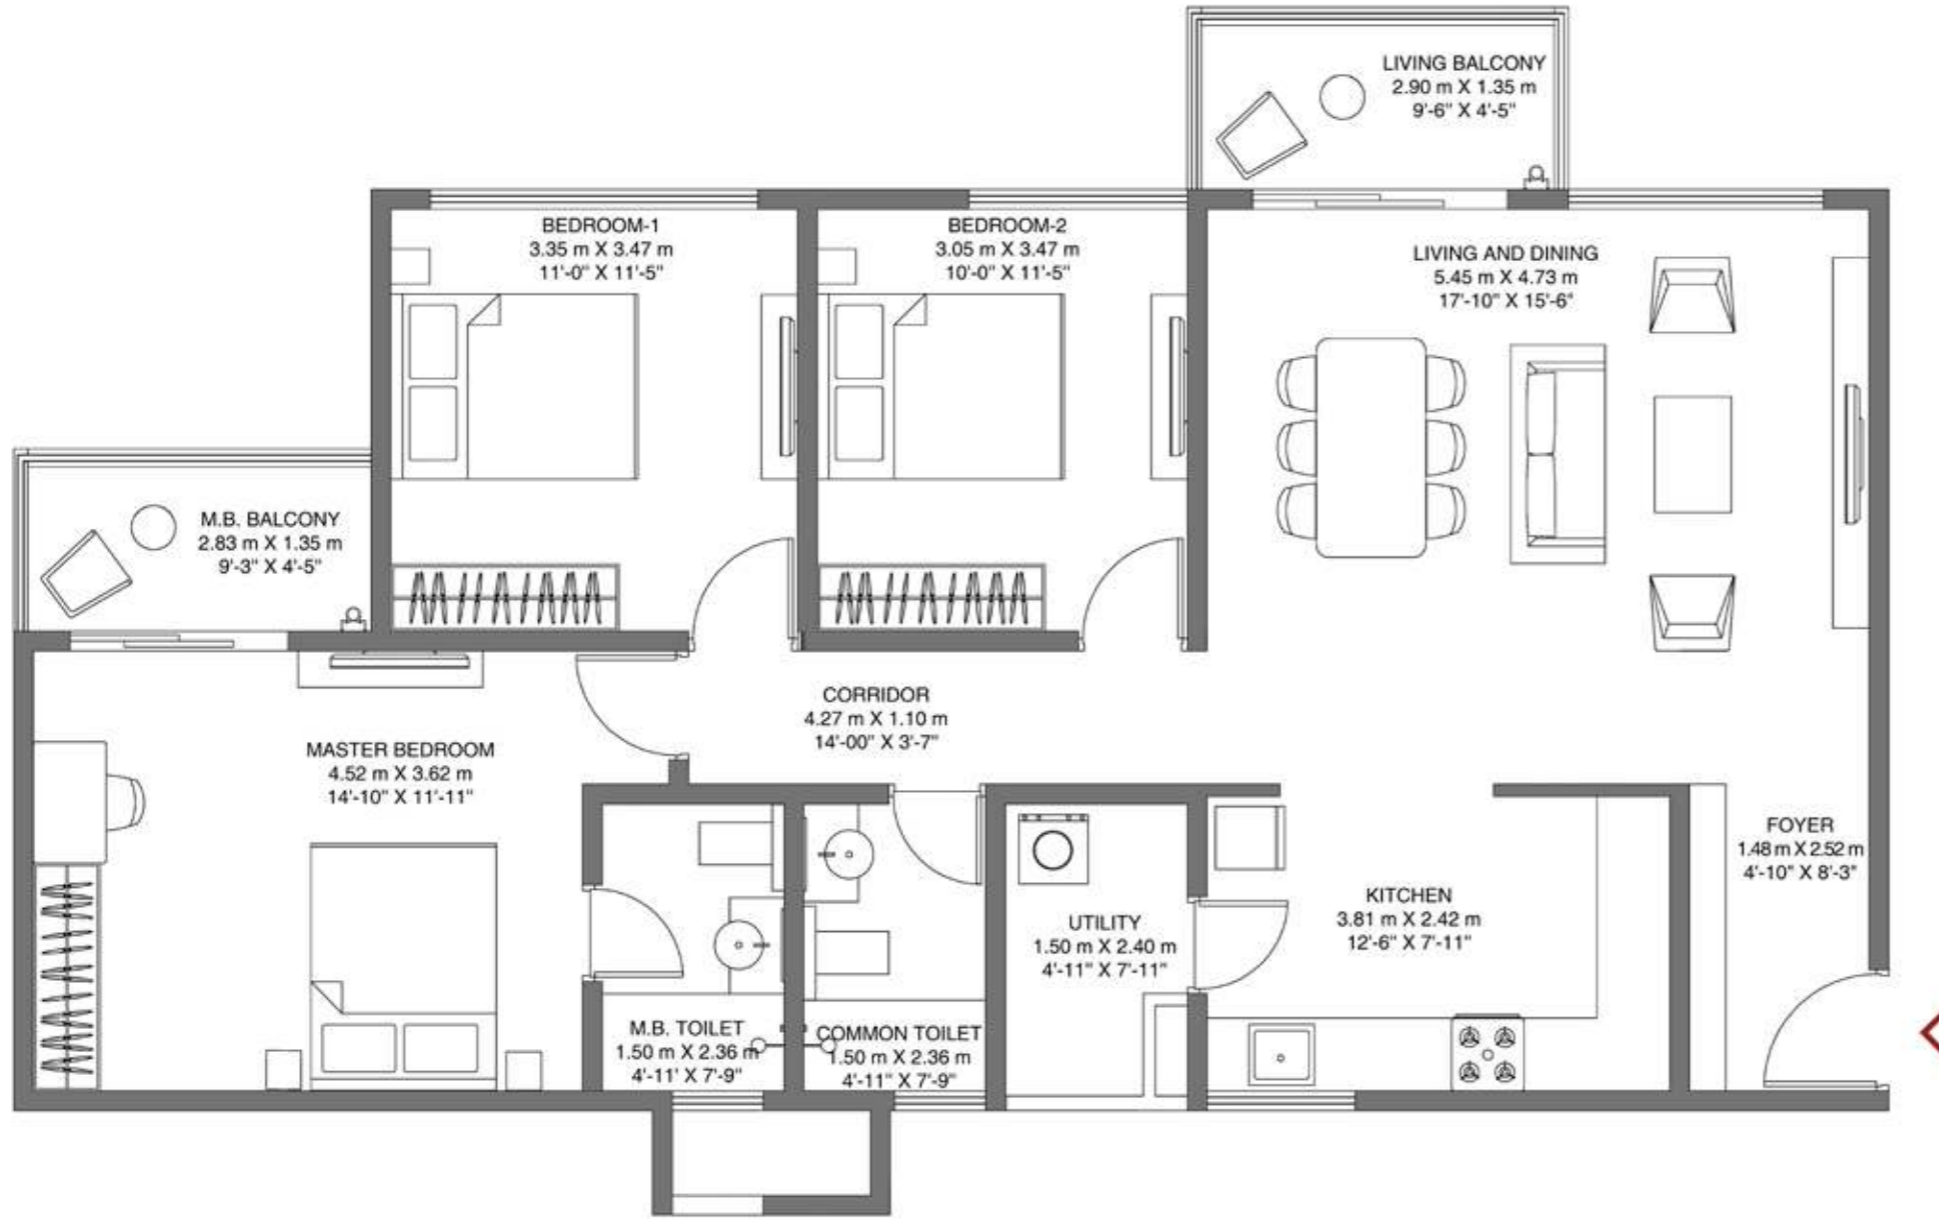 LIVING BALCONY
2.90 m X 1.35 m
9'-6" X 4'-5"
BEDROOM-1
3.35 m X 3.47 m
11'-0" X 11'-5"
BEDROOM-2
3.05 m X 3.47 m
10'-0" X 11'-5"
LIVING AND DINING
5.45 m X 4.73 m
17'-10" X 15'-6"
M.B. BALCONY
2.83 m X 1.35 m
9'-3" X 4'-5"
CORRIDOR
4.27 m X 1.10 m
14'-00" X 3'-7"
MASTER BEDROOM
4.52 m X 3.62 m
14'-10" X 11'-11"
FOYER
1.48 m X 2.52 m
4'-10" X 8'-3"
KITCHEN
3.81 m X 2.42 m
12'-6" X 7'-11"
UTILITY
1.50 m X 2.40 m
4'-11" X 7'-11"
M.B. TOILET
1.50 m X 2.36 m
4'-11' X 7'-9"
COMMON TOILET
1.50 m X 2.36 m
4'-11" X 7'-9"